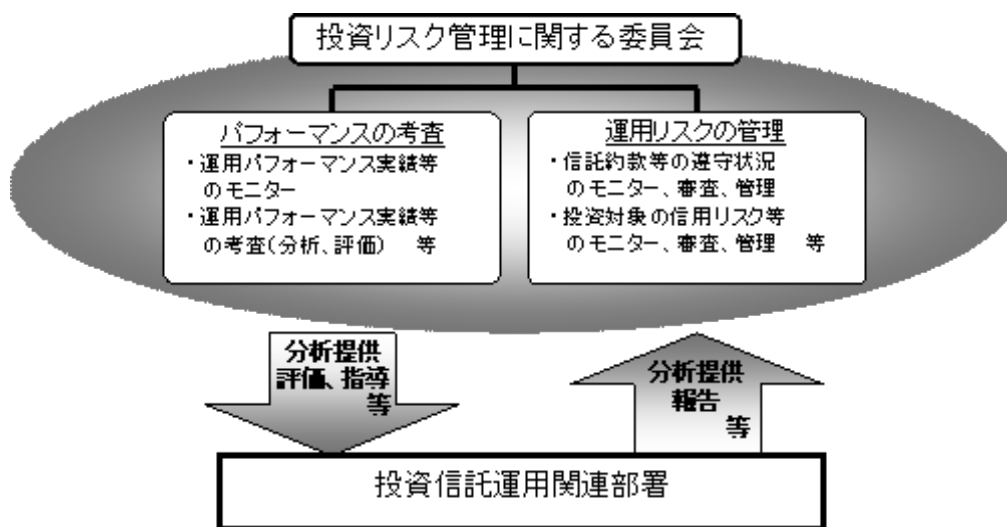 投資リスク管理に関する委員会
パフォーマンスの考査
・運用パフォーマンス実績等
のモニター
・運用パフォーマンス実績等
の考査(分析、評価) 等
運用リスクの管理
・信託約款等の遵守状況
のモニター、審査、管理
・投資対象の信用リスク等
のモニター、審査、管理 等
分析提供
評価、指導
等
分析提供
報告
等
投資信託運用関連部署